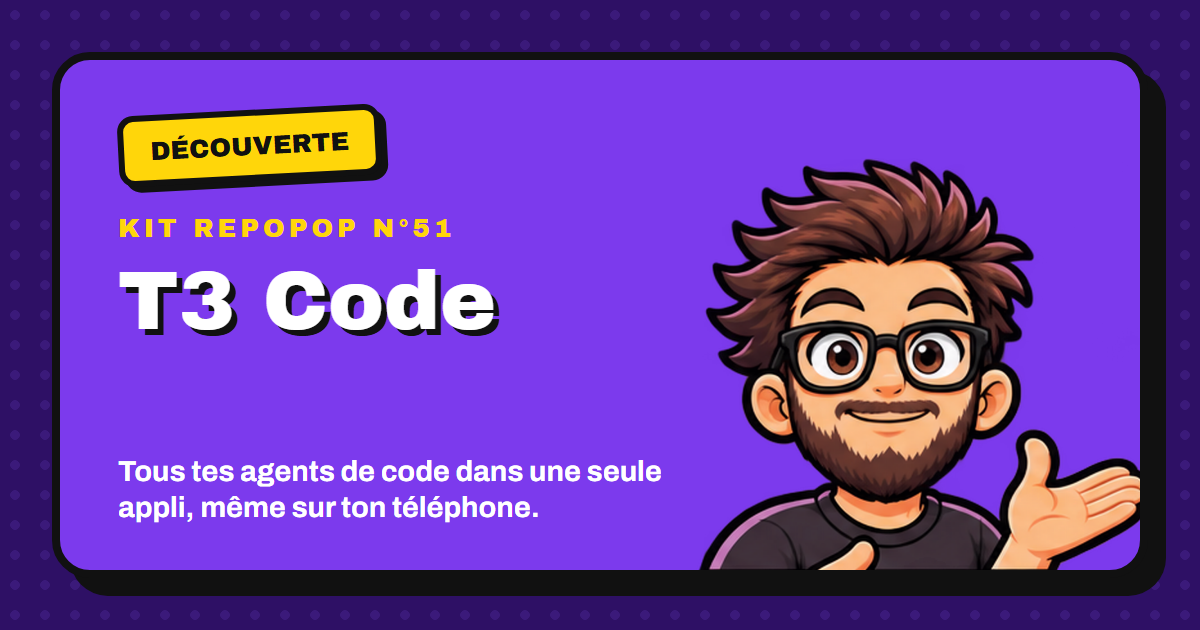 DÉCOUVERTE
KIT REPOPOP N°51
T3 Code
Tous tes agents de code dans une seule
appli, même sur ton téléphone.